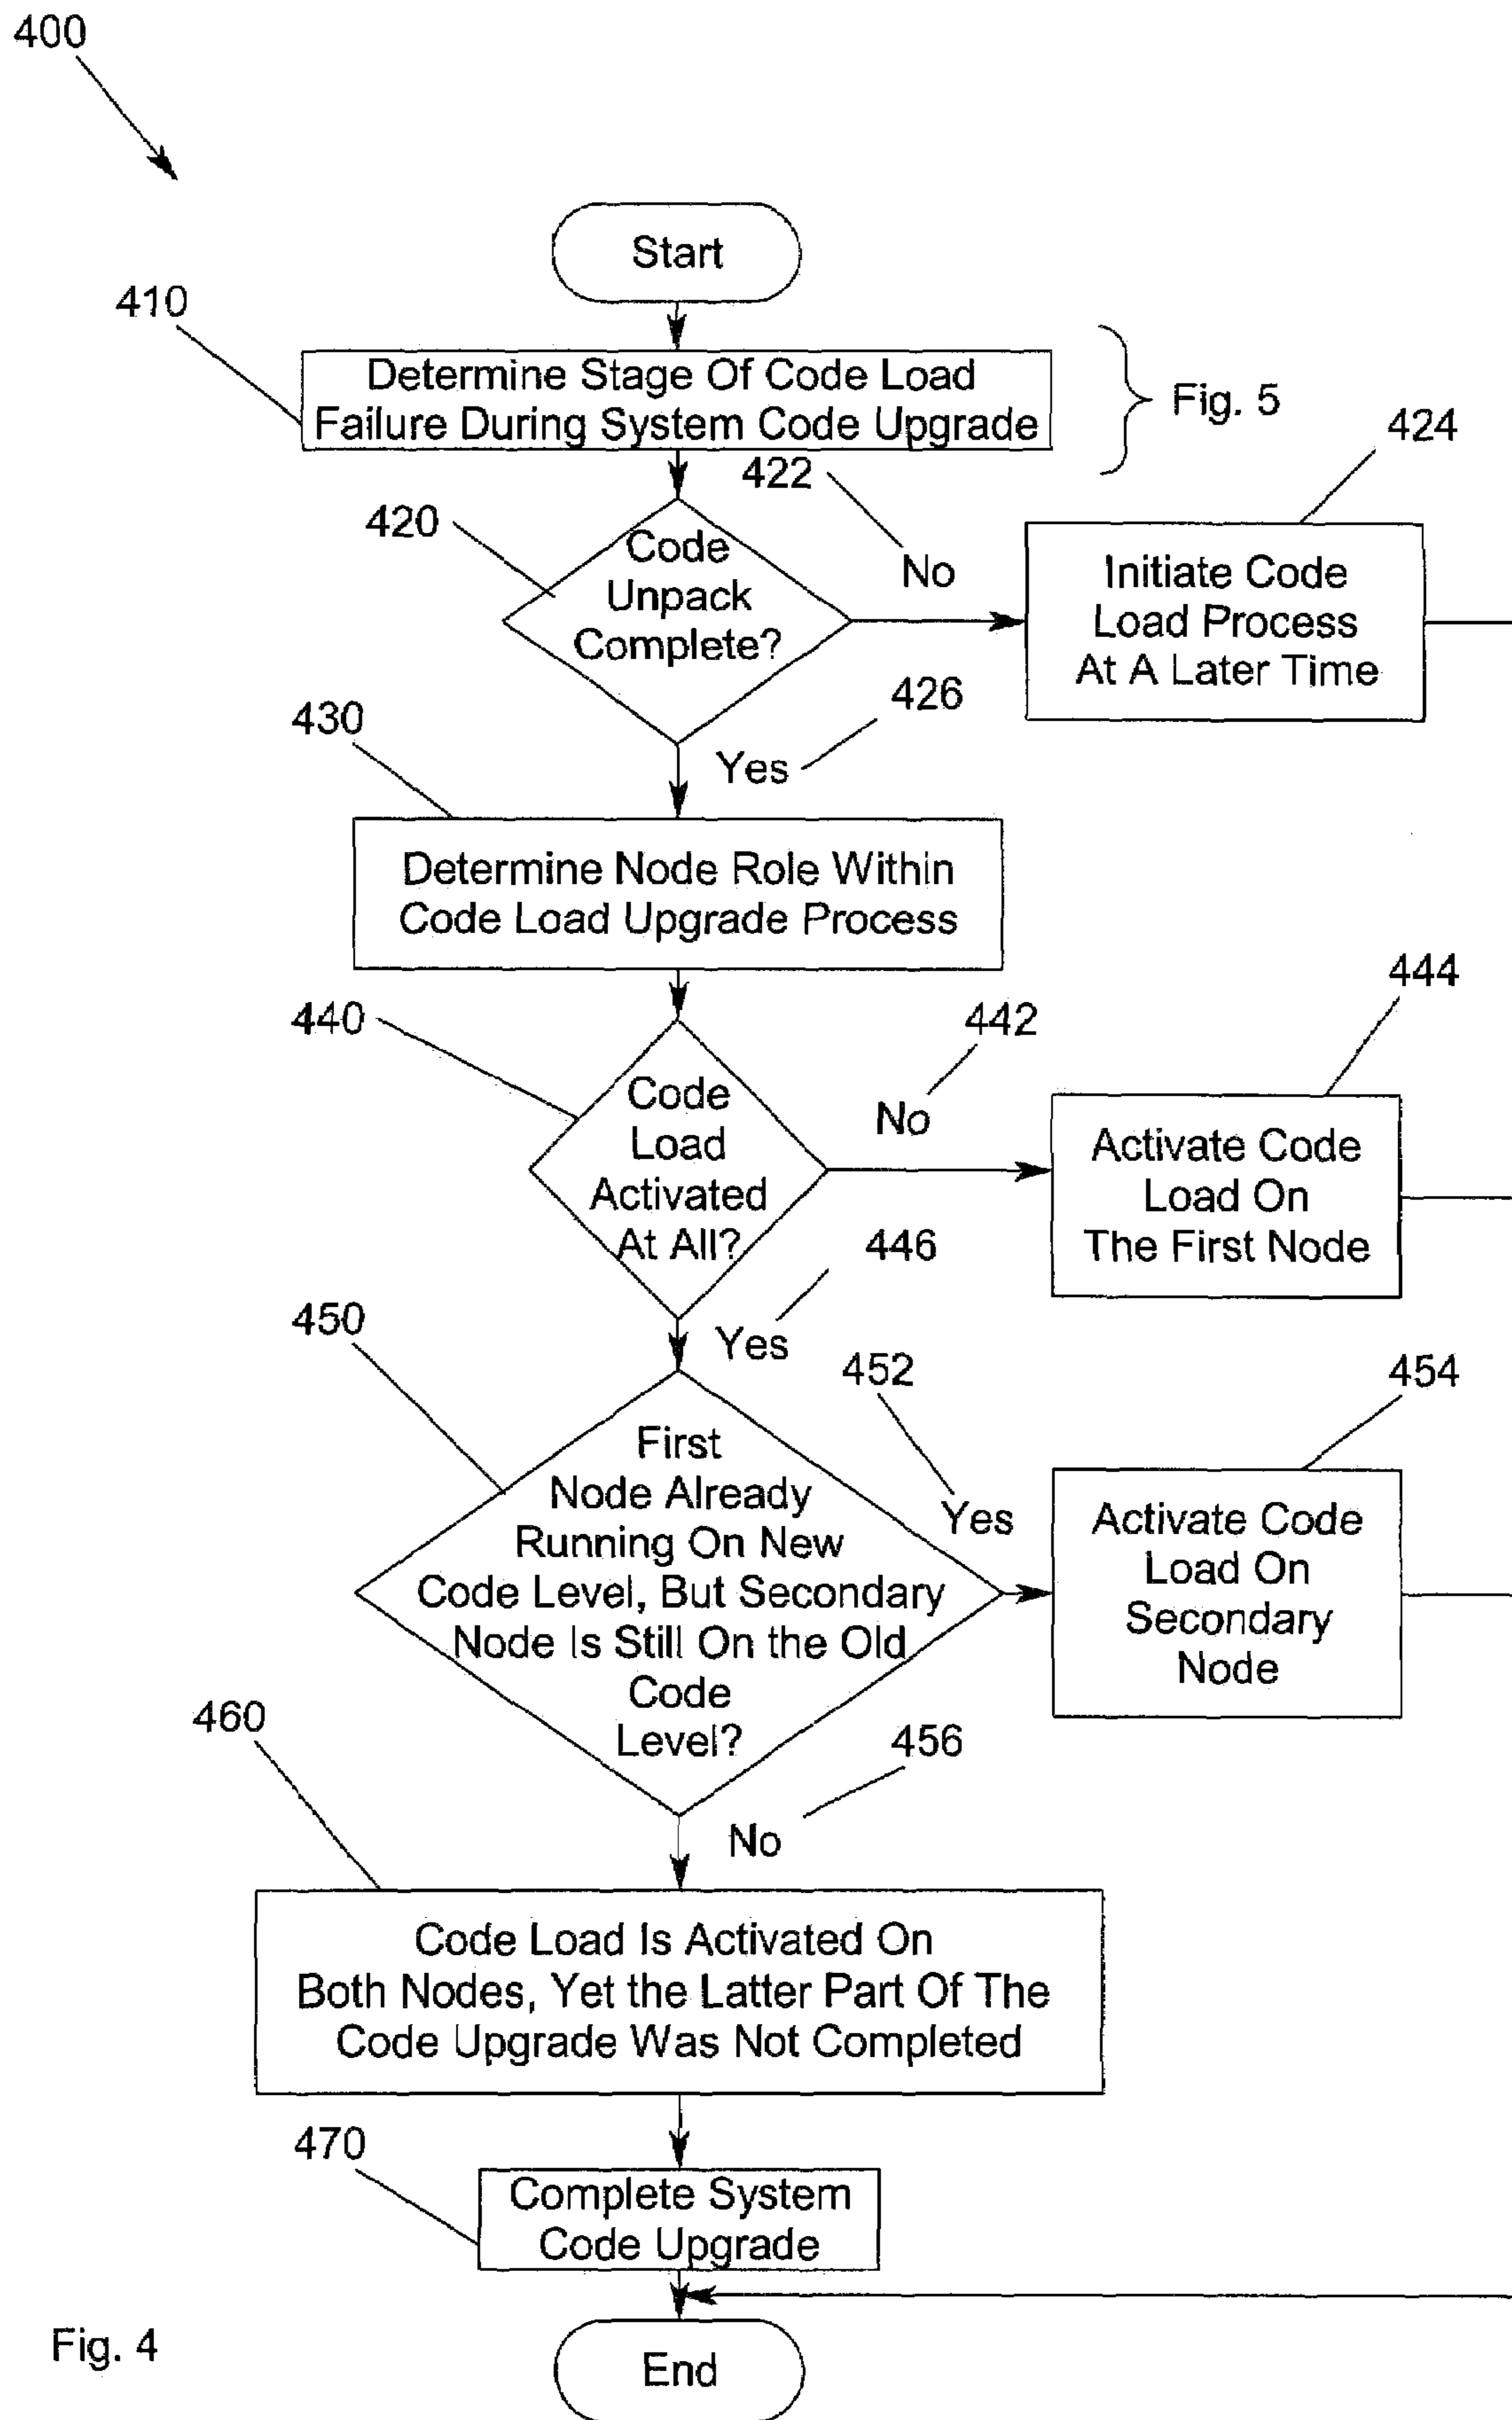 400
Start
410
Determine Stage Of Code Load
Failure During System Code Upgrade
Fig. 5
422
424
420
Code
Unpack
Complete?
No
Initiate Code
Load Process
At A Later Time
426
430
Yes
Determine Node Role Within
Code Load Upgrade Process
444
440
442
Code
Load
Activated
At All?
No
Activate Code
Load On
The First Node
446
450
Yes
452
454
First
Node Already
Running On New
Code Level, But Secondary
Node Is Still On the Old
Code
Level?
Yes
Activate Code
Load On
Secondary
Node
460
456
No
Code Load Is Activated On
Both Nodes, Yet the Latter Part Of The
Code Upgrade Was Not Completed
470
Complete System
Code Upgrade
Fig. 4
End